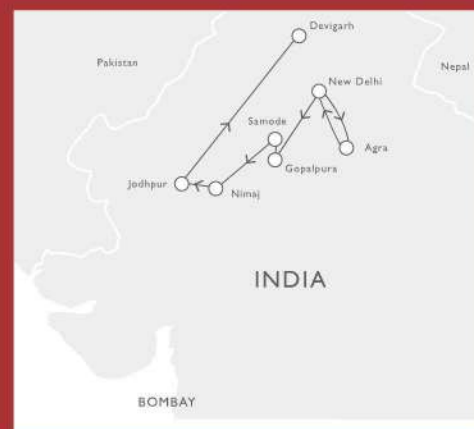 Devigarh
Pakistan
Nepal
New Delhi
Samode
Agra
Gopalpura
Jodhpur
Nimaj
INDIA
BOMBAY